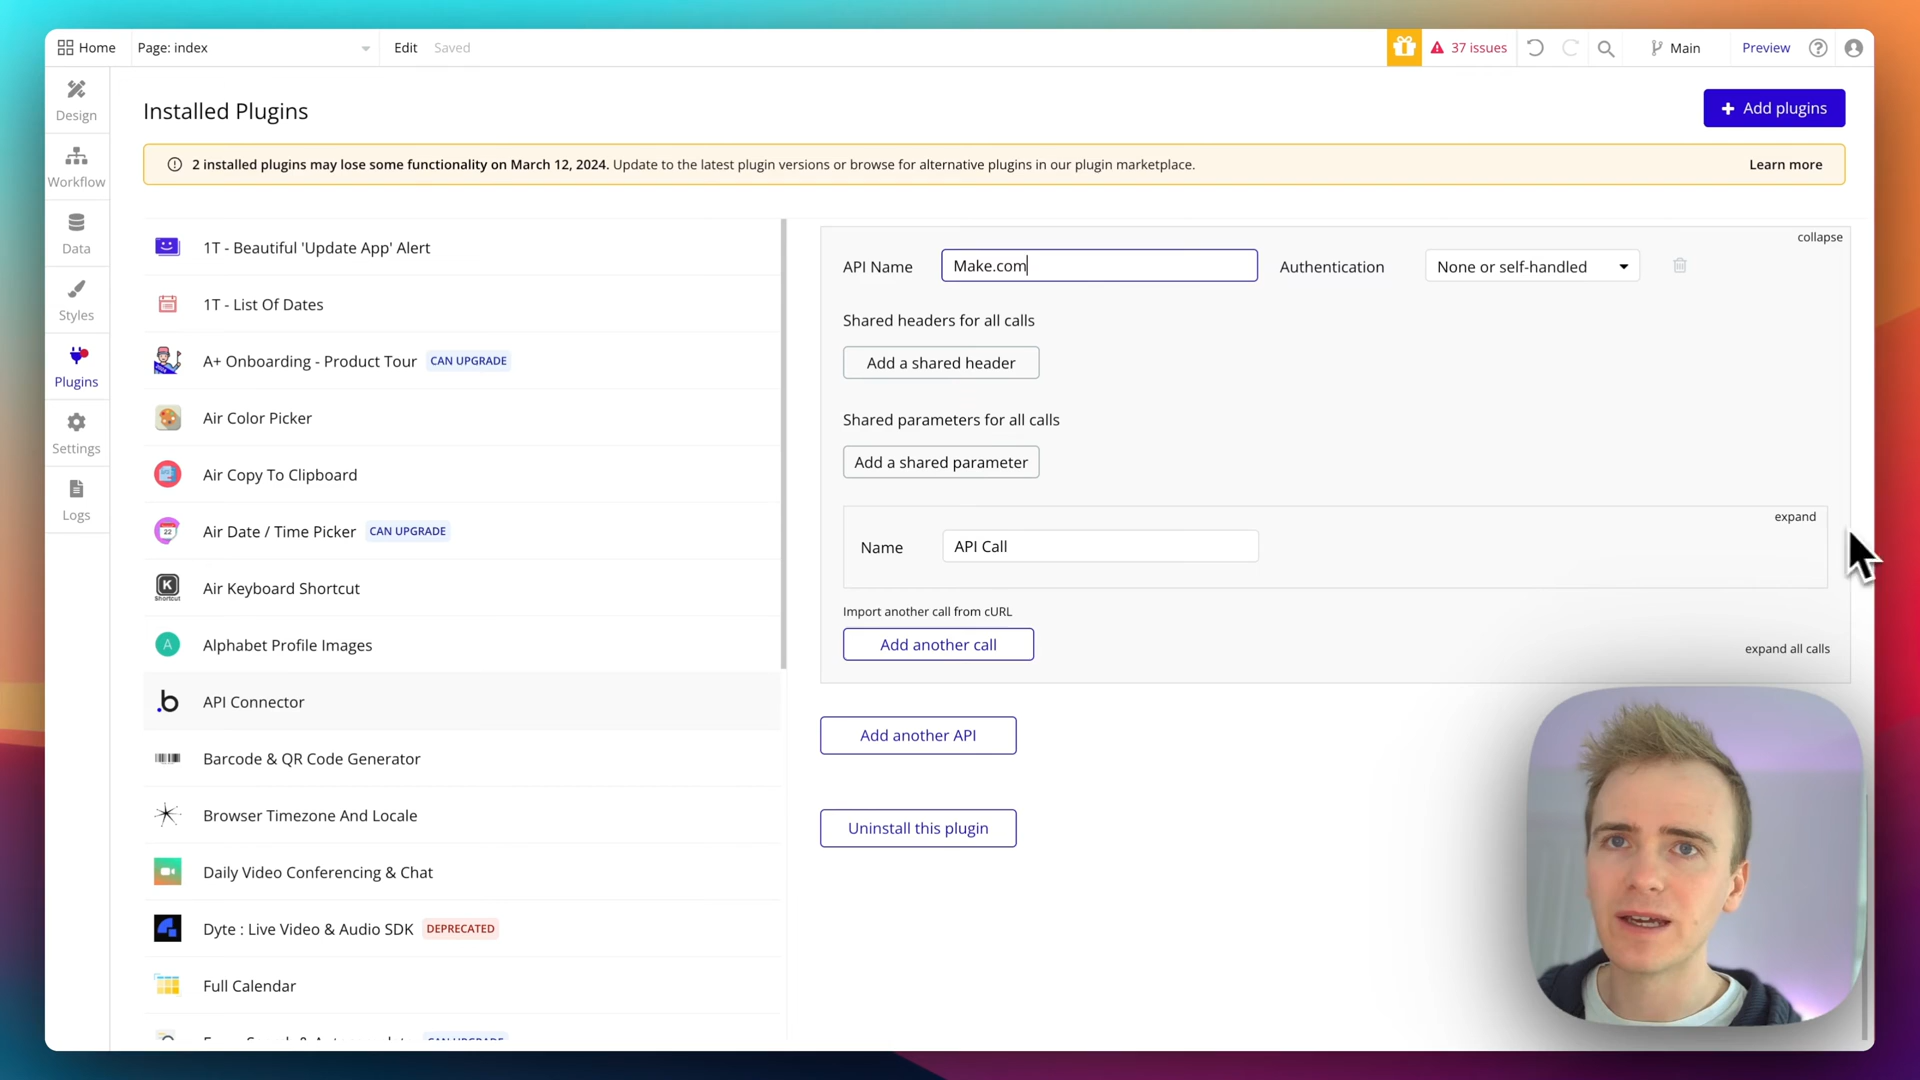 Home
Page: index
Edit
Saved
37 issues
Main
Preview
?
Design
Workflow
Data
Styles
Plugins
Settings
Logs
Installed Plugins
+ Add plugins
2 installed plugins may lose some functionality on March 12, 2024. Update to the latest plugin versions or browse for alternative plugins in our plugin marketplace.
Learn more
1T - Beautiful 'Update App' Alert
1T - List Of Dates
A+ Onboarding - Product Tour CAN UPGRADE
Air Color Picker
Air Copy To Clipboard
22 Air Date / Time Picker CAN UPGRADE
K Shortcut Air Keyboard Shortcut
A Alphabet Profile Images
.b API Connector
Barcode & QR Code Generator
Browser Timezone And Locale
Daily Video Conferencing & Chat
Dyte : Live Video & Audio SDK DEPRECATED
Full Calendar
CAN UPGRADE
collapse
API Name Make.com Authentication None or self-handled
Shared headers for all calls
Add a shared header
Shared parameters for all calls
Add a shared parameter
expand
Name API Call
Import another call from cURL
Add another call
expand all calls
Add another API
Uninstall this plugin